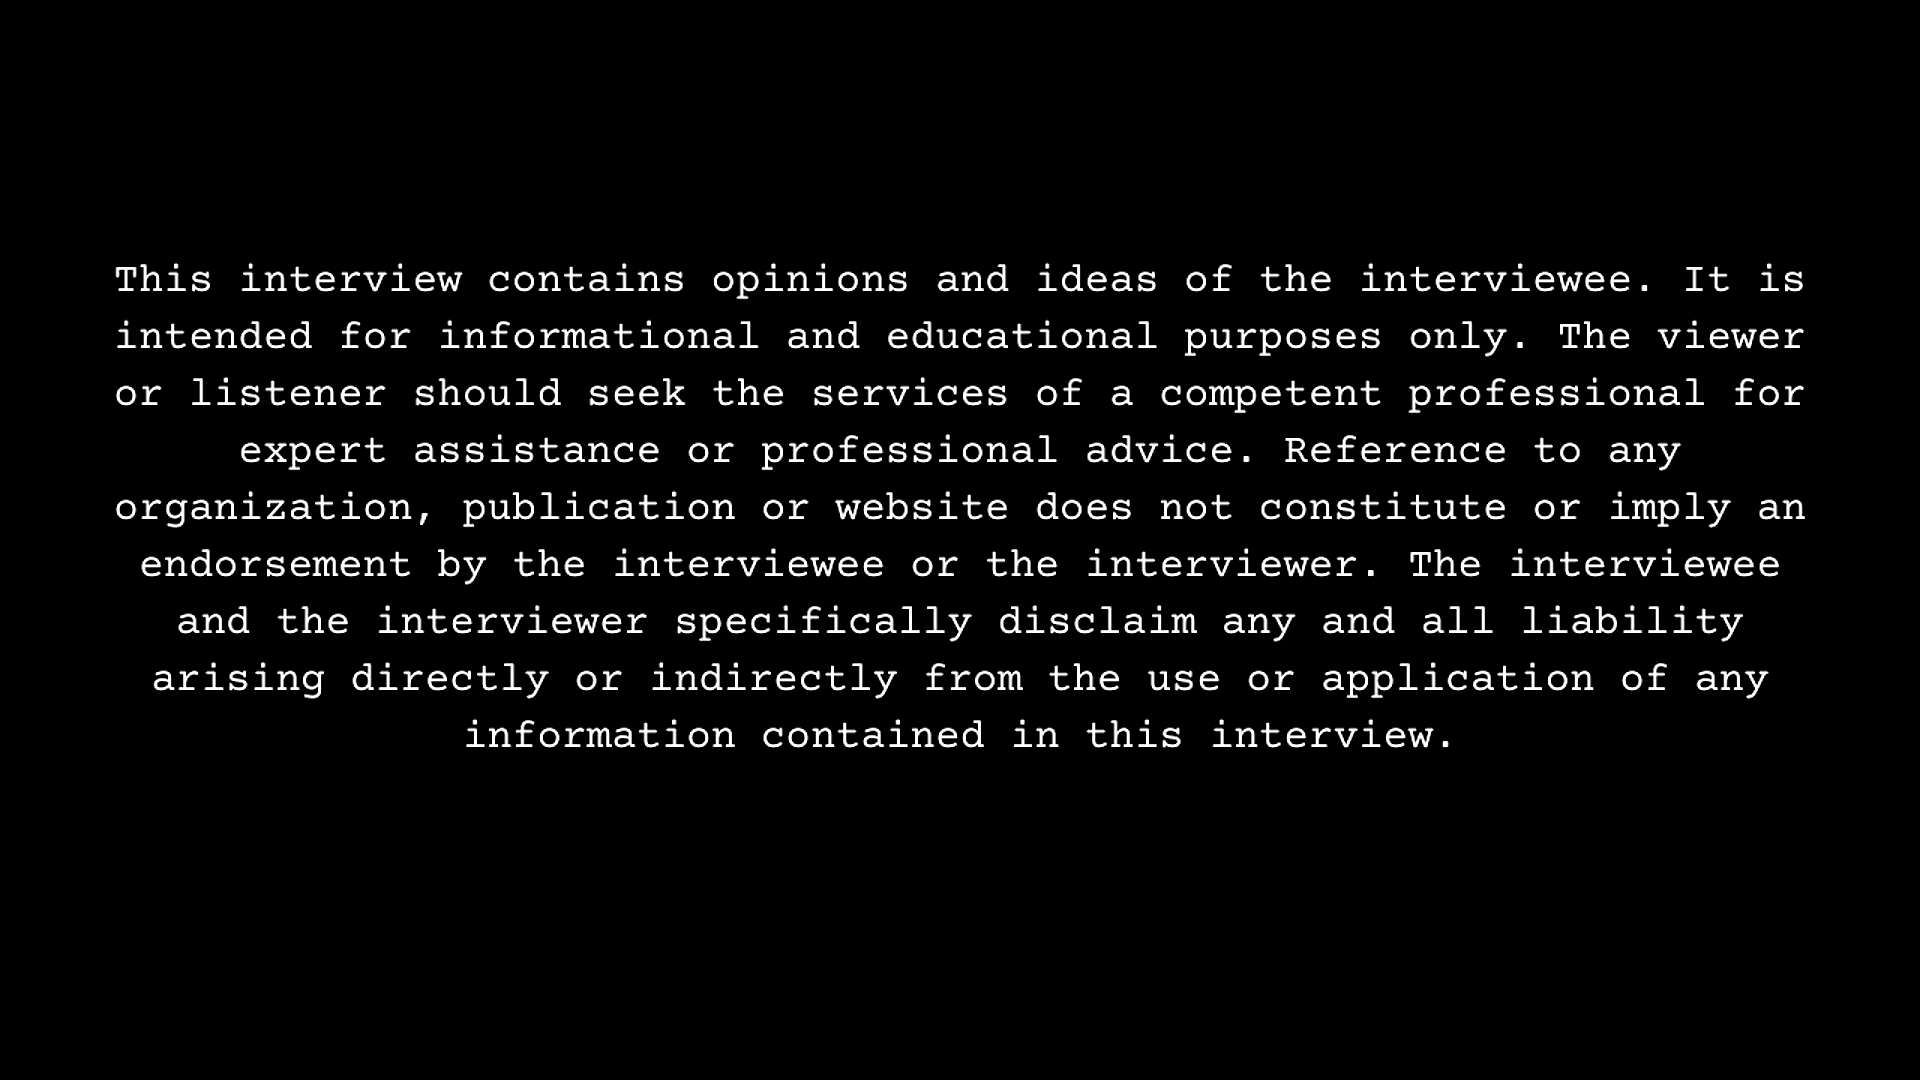 This interview contains opinions and ideas of the interviewee. It is
intended for informational and educational purposes only. The viewer
or listener should seek the services of a competent professional for
expert assistance or professional advice. Reference to any
organization, publication or website does not constitute or imply an
endorsement by the interviewee or the interviewer. The interviewee
and the interviewer specifically disclaim any and all liability
arising directly or indirectly from the use or application of any
information contained in this interview.